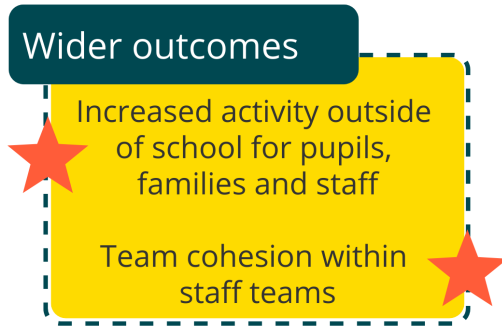 Wider outcomes
Increased activity outside
of school for pupils,
families and staff
Team cohesion within
staff teams